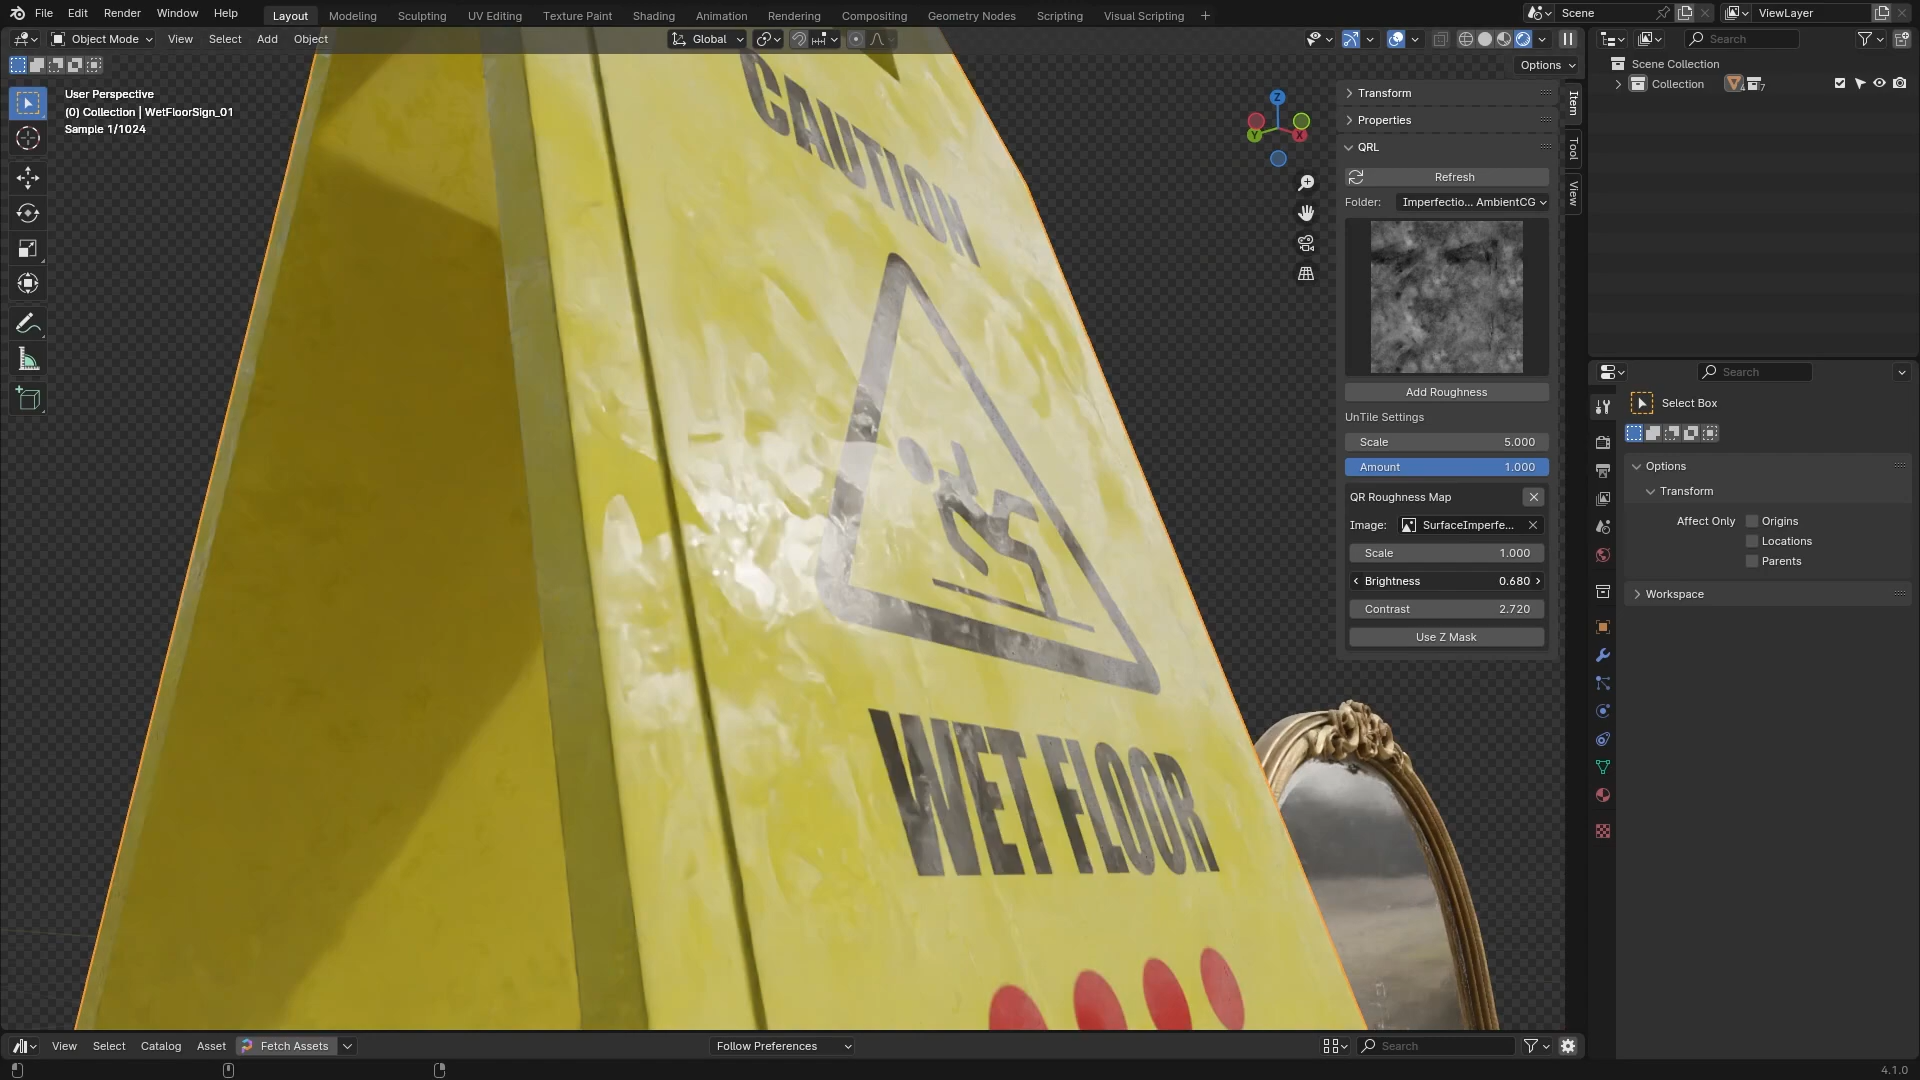 File Edit Render Window Help Layout Modeling Sculpting UV Editing Texture Paint Shading Animation Rendering Compositing Geometry Nodes Scripting Visual Scripting + Scene ViewLayer
Object Mode View Select Add Object Global Search
Options
User Perspective
(0) Collection | WetFloorSign_01
Sample 1/1024
CAUTION
WET FLOOR
Z
Y
X
Transform
Properties
QRL
Refresh
Folder: Imperfectio... AmbientCG
Add Roughness
UnTile Settings
Scale 5.000
Amount 1.000
QR Roughness Map
Image: SurfaceImperfe...
Scale 1.000
Brightness 0.680
Contrast 2.720
Use Z Mask
Item
Tool
View
Scene Collection
Collection 4 7
Search
Select Box
Options
Transform
Affect Only Origins
Locations
Parents
Workspace
View Select Catalog Asset Fetch Assets Follow Preferences Search
4.1.0